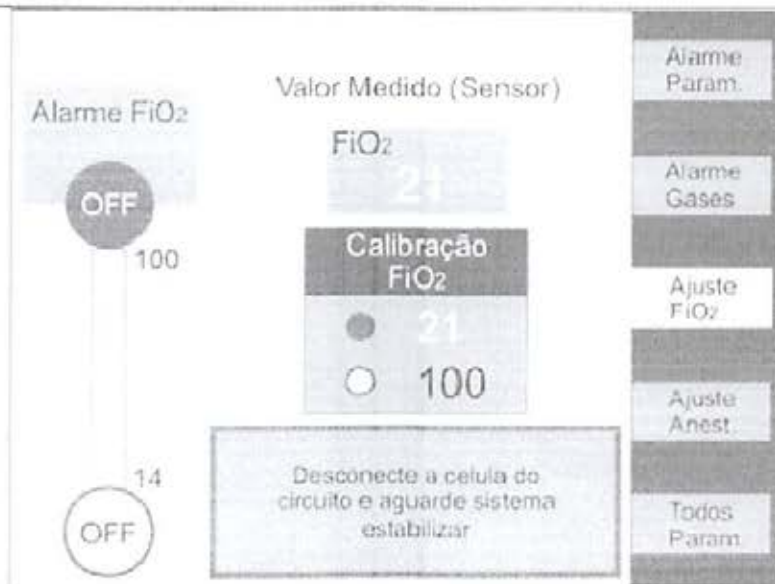 Alarme FiO2
OFF
100
14
OFF
Valor Medido (Sensor)
FiO2
21
Calibração
FiO2
21
100
Desconecte a celula do
circuito e aguarde sistema
estabilizar
Alarme
Param.
Alarme
Gases
Ajuste
FiO2
Ajuste
Anest.
Todos
Param.